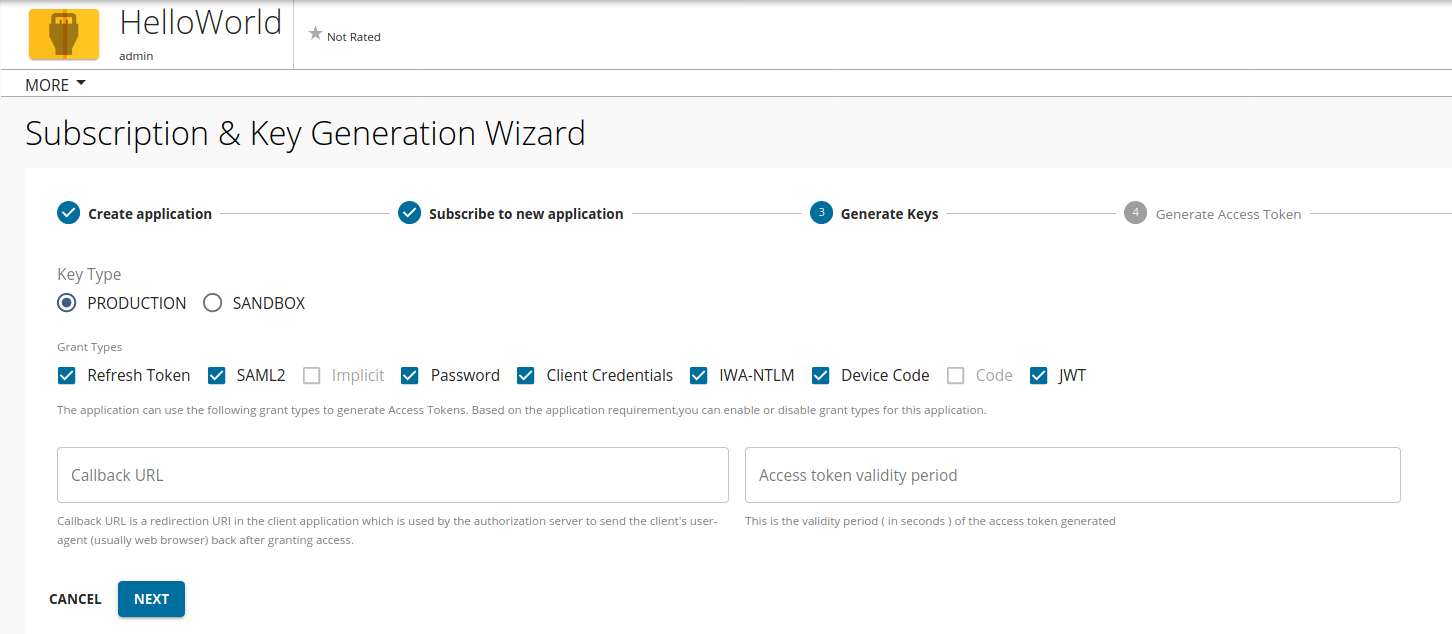 HelloWorld
admin
Not Rated
MORE
Subscription & Key Generation Wizard
Create application
Subscribe to new application
3 Generate Keys
4 Generate Access Token
Key Type
PRODUCTION SANDBOX
Grant Types
Refresh Token SAML2 Implicit Password Client Credentials IWA-NTLM Device Code Code JWT
The application can use the following grant types to generate Access Tokens. Based on the application requirement,you can enable or disable grant types for this application.
Callback URL
Access token validity period
Callback URL is a redirection URI in the client application which is used by the authorization server to send the client's user-
agent (usually web browser) back after granting access.
This is the validity period ( in seconds ) of the access token generated
CANCEL NEXT